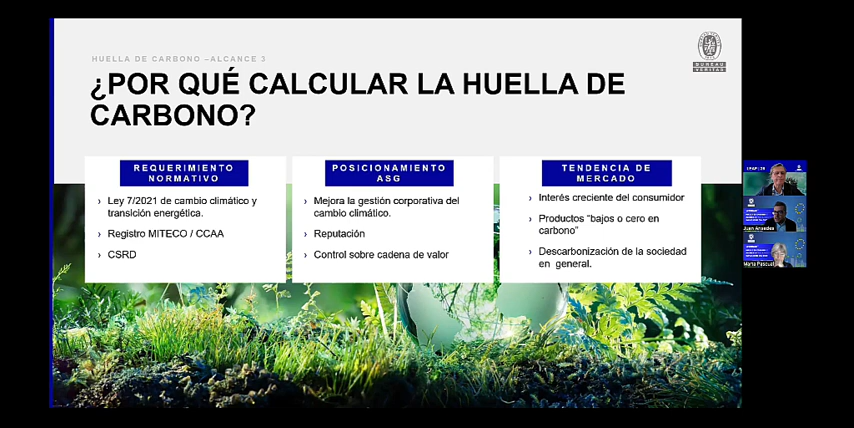 HUELLA DE CARBONO –ALCANCE 3
¿POR QUÉ CALCULAR LA HUELLA DE
CARBONO?
BUREAU
VERITAS
REQUERIMIENTO
NORMATIVO
› Ley 7/2021 de cambio climático y
transición energética.
› Registro MITECO / CCAA
› CSRD
POSICIONAMIENTO
ASG
› Mejora la gestión corporativa del
cambio climático.
› Reputación
› Control sobre cadena de valor
TENDENCIA DE
MERCADO
› Interés creciente del consumidor
› Productos “bajos o cero en
carbono”
› Descarbonización de la sociedad
en general.
Marta Pascual